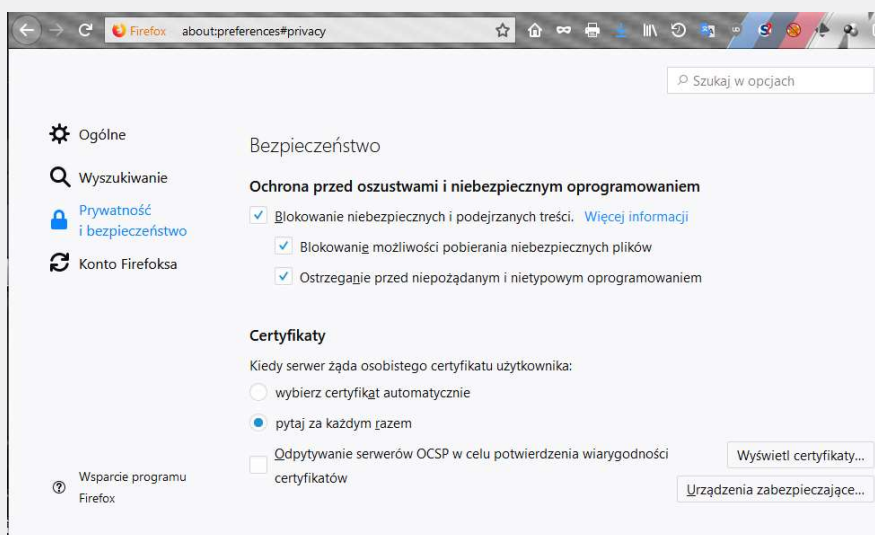 Firefox about:preferences#privacy
Szukaj w opcjach
Ogólne
Wyszukiwanie
Prywatność
i bezpieczeństwo
Konto Firefoksa
Bezpieczeństwo
Ochrona przed oszustwami i niebezpiecznym oprogramowaniem
Blokowanie niebezpiecznych i podejrzanych treści. Więcej informacji
Blokowanie możliwości pobierania niebezpiecznych plików
Ostrzeganie przed niepożądanym i nietypowym oprogramowaniem
Certyfikaty
Kiedy serwer żąda osobistego certyfikatu użytkownika:
wybierz certyfikat automatycznie
pytaj za każdym razem
Odpytywanie serwerów OCSP w celu potwierdzenia wiarygodności
certyfikatów
Wyświetl certyfikaty...
Urządzenia zabezpieczające...
Wsparcie programu
Firefox